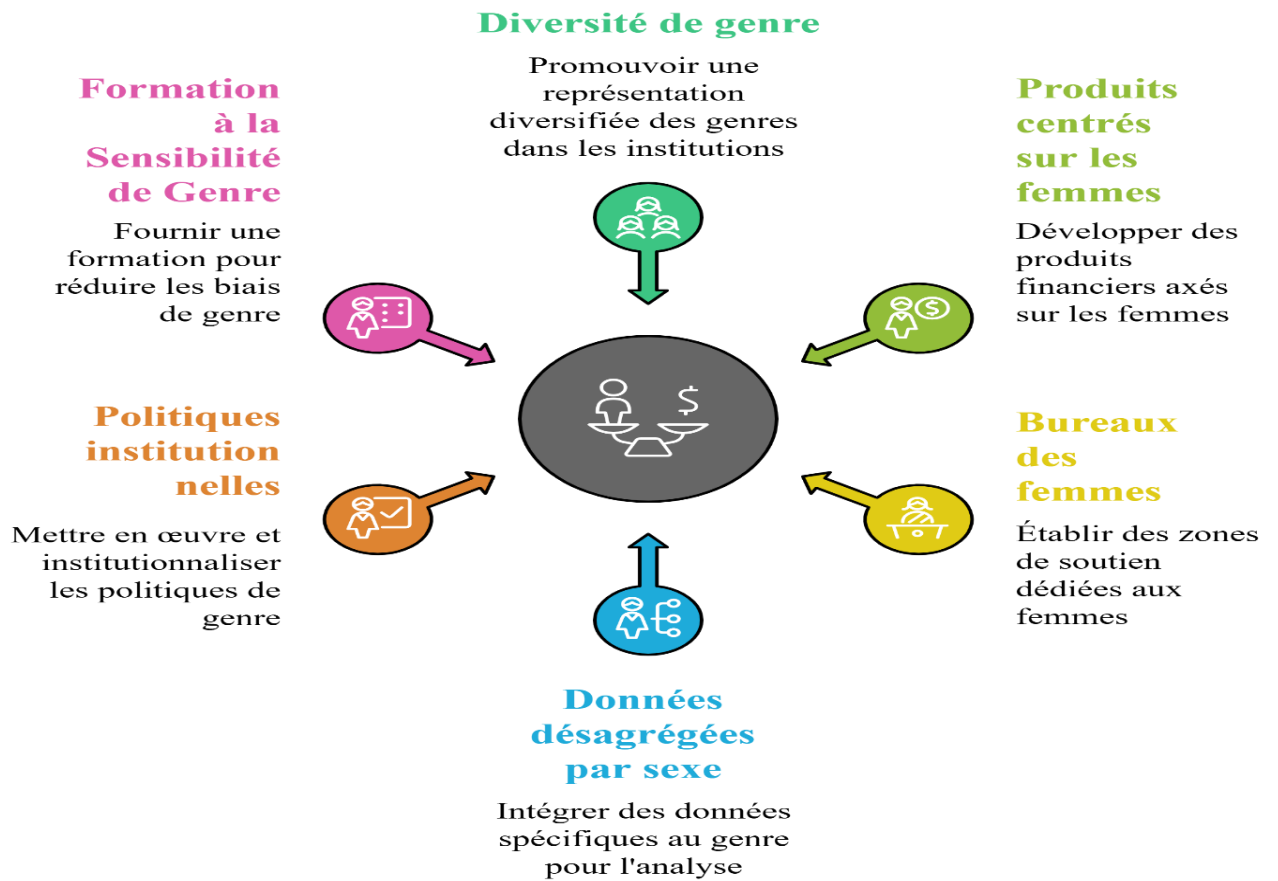 Diversité de genre
Promouvoir une
représentation
diversifiée des genres
dans les institutions
Formation
à la
Sensibilité
de Genre
Fournir une
formation pour
réduire les biais
de genre
Produits
centrés
sur les
femmes
Développer des
produits
financiers axés
sur les femmes
Politiques
institution
nelles
Mettre en œuvre et
institutionnaliser
les politiques de
genre
Bureaux
des
femmes
Établir des zones
de soutien
dédiées aux
femmes
Données
désagrégées
par sexe
Intégrer des données
spécifiques au genre
pour l'analyse